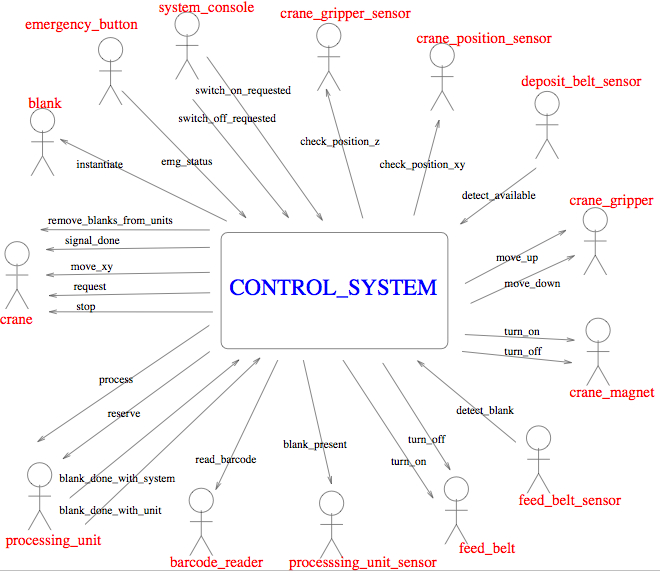 system_console
emergency_button
crane_gripper_sensor
crane_position_sensor
deposit_belt_sensor
switch_on_requested
blank
switch_off_requested
check_position_z
instantiate
emg_status
check_position_xy
detect_available
crane_gripper
remove_blanks_from_units
signal_done
move_up
move_xy
CONTROL_SYSTEM
move_down
request
stop
crane
turn_on
turn_off
process
crane_magnet
reserve
detect_blank
turn_off
blank_present
read_barcode
turn_on
blank_done_with_system
feed_belt_sensor
blank_done_with_unit
processing_unit
feed_belt
barcode_reader
processsing_unit_sensor